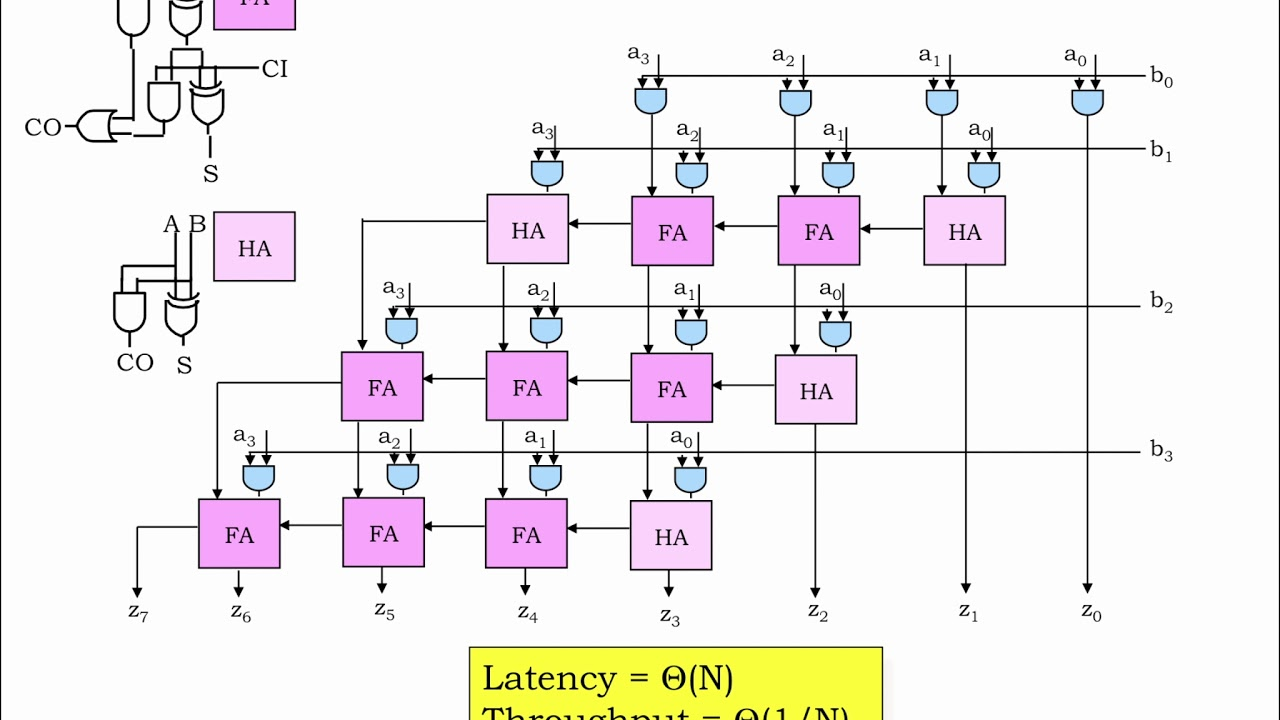 FA
CI
CO
S
A B
HA
CO S
a₃ a₂ a₁ a₀
b₀
a₃ a₂ a₁ a₀
b₁
HA FA FA HA
a₃ a₂ a₁ a₀
b₂
FA FA FA HA
a₃ a₂ a₁ a₀
b₃
FA FA FA HA
z₇ z₆ z₅ z₄ z₃ z₂ z₁ z₀
Latency = Θ(N)
Throughput = Θ(1/N)